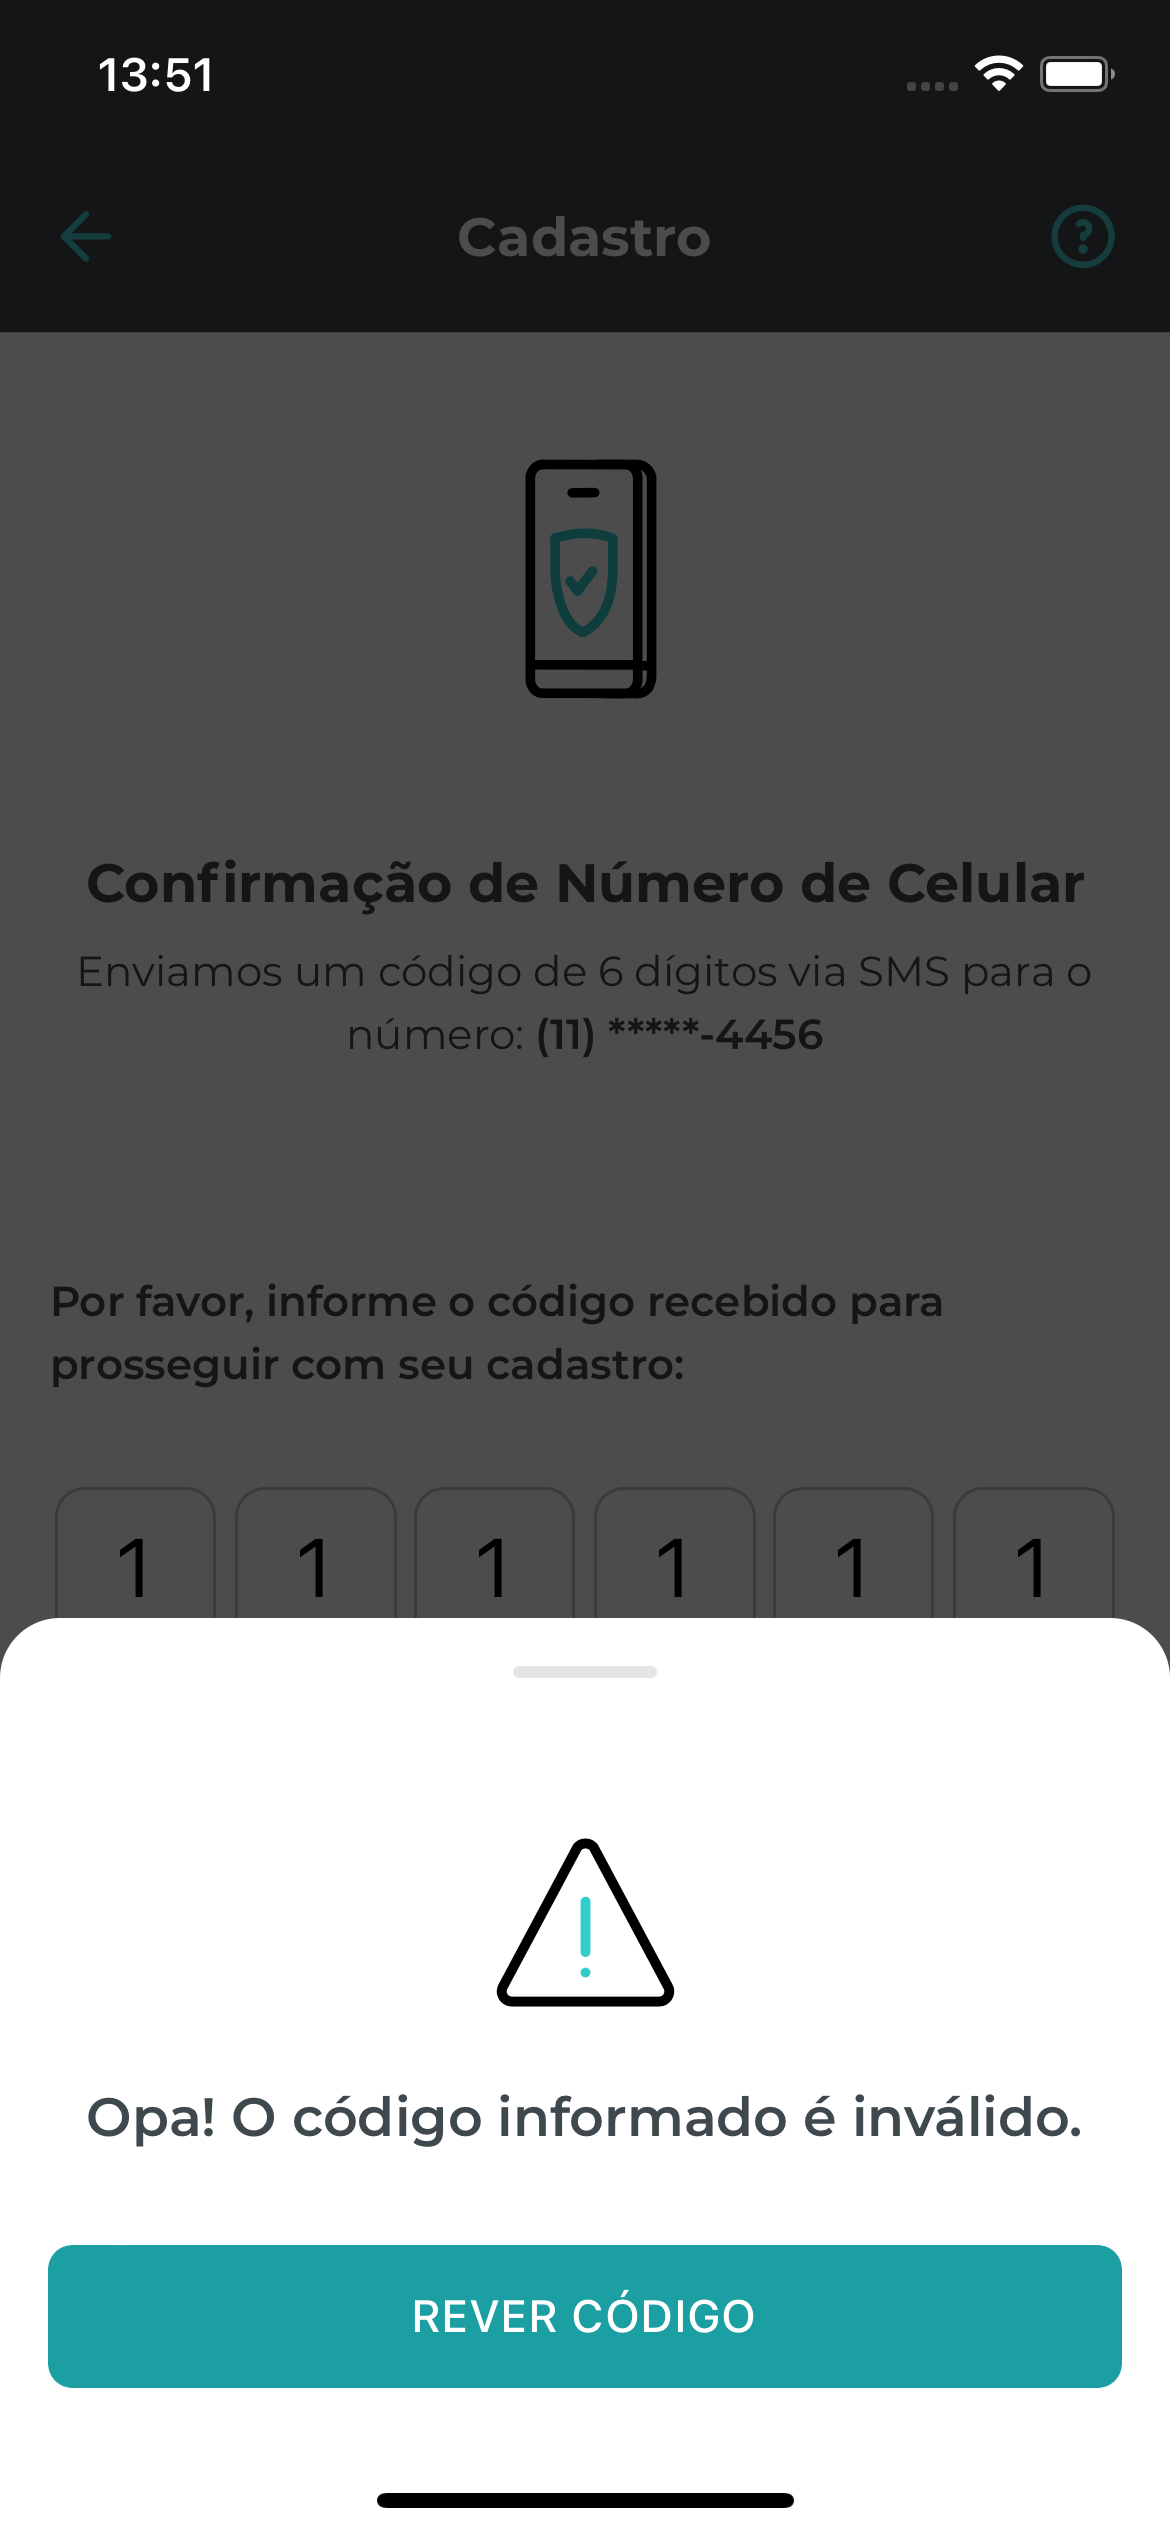 13:51
Cadastro
Confirmação de Número de Celular
Enviamos um código de 6 dígitos via SMS para o
número: (11) *****-4456
Por favor, informe o código recebido para
prosseguir com seu cadastro:
1 1 1 1 1 1
Opa! O código informado é inválido.
REVER CÓDIGO